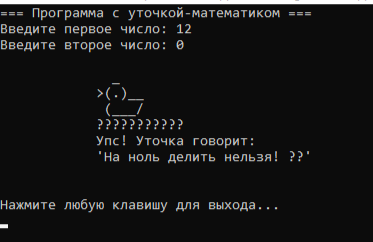 === Программа с уточкой-математиком ===
Введите первое число: 12
Введите второе число: 0
_
>(.)__
(___/
???????????
Упс! Уточка говорит:
'На ноль делить нельзя! ??'
Нажмите любую клавишу для выхода...